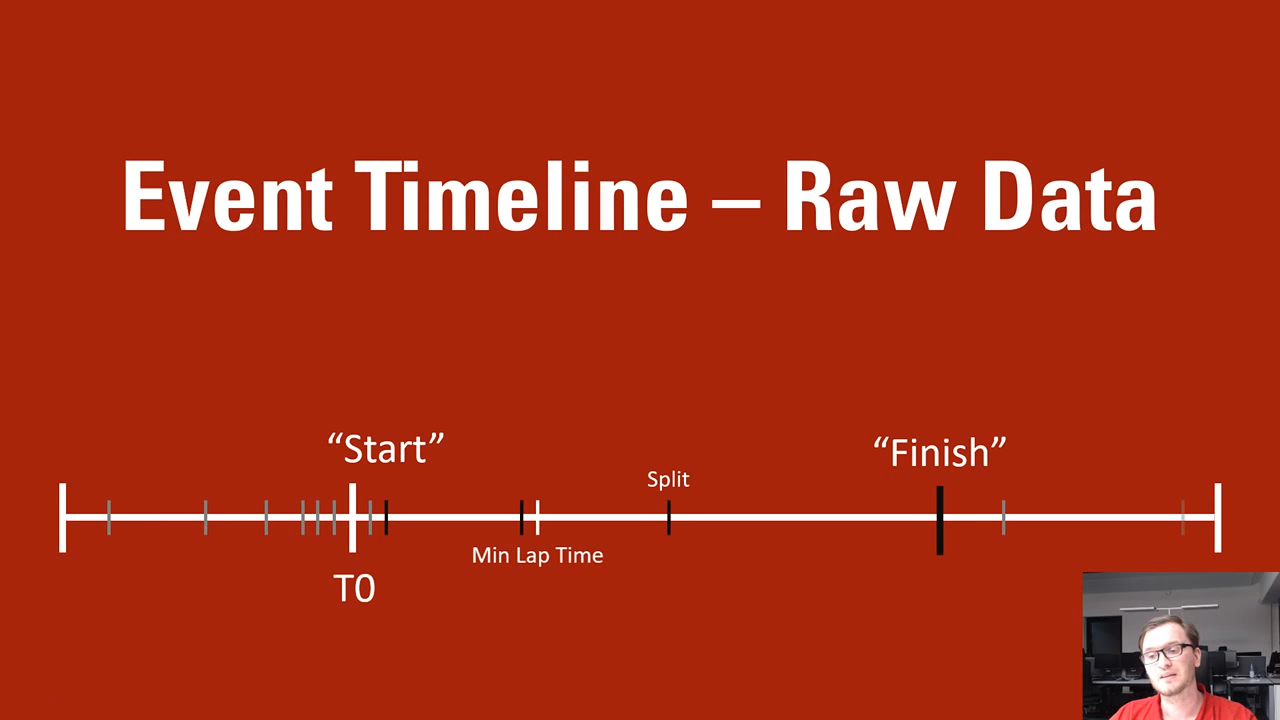 Event Timeline – Raw Data
“Start”
“Finish”
Split
Min Lap Time
T0